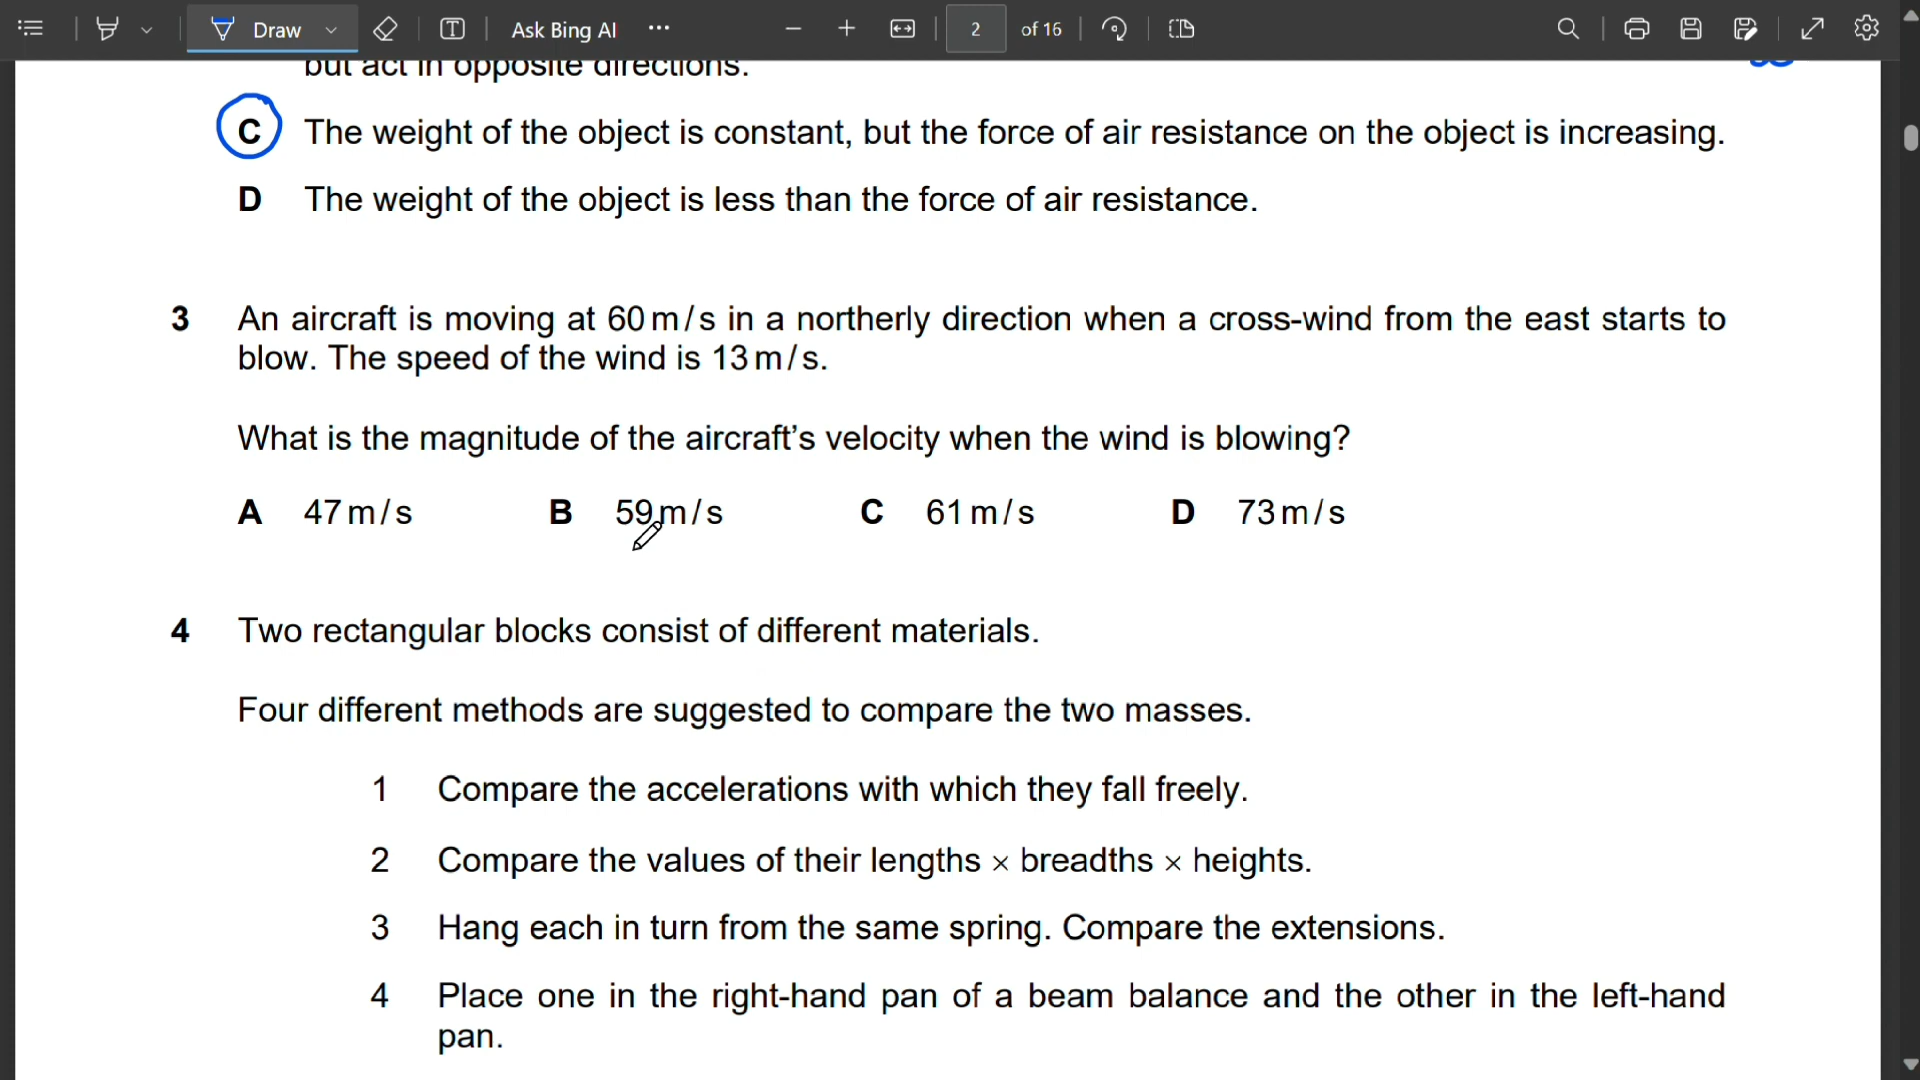 Draw
Ask Bing AI
2 of 16
but act in opposite directions.
C The weight of the object is constant, but the force of air resistance on the object is increasing.
D The weight of the object is less than the force of air resistance.
3 An aircraft is moving at 60 m / s in a northerly direction when a cross-wind from the east starts to
blow. The speed of the wind is 13 m / s.
What is the magnitude of the aircraft's velocity when the wind is blowing?
A 47 m / s B 59 m / s C 61 m / s D 73 m / s
4 Two rectangular blocks consist of different materials.
Four different methods are suggested to compare the two masses.
1 Compare the accelerations with which they fall freely.
2 Compare the values of their lengths × breadths × heights.
3 Hang each in turn from the same spring. Compare the extensions.
4 Place one in the right-hand pan of a beam balance and the other in the left-hand
pan.